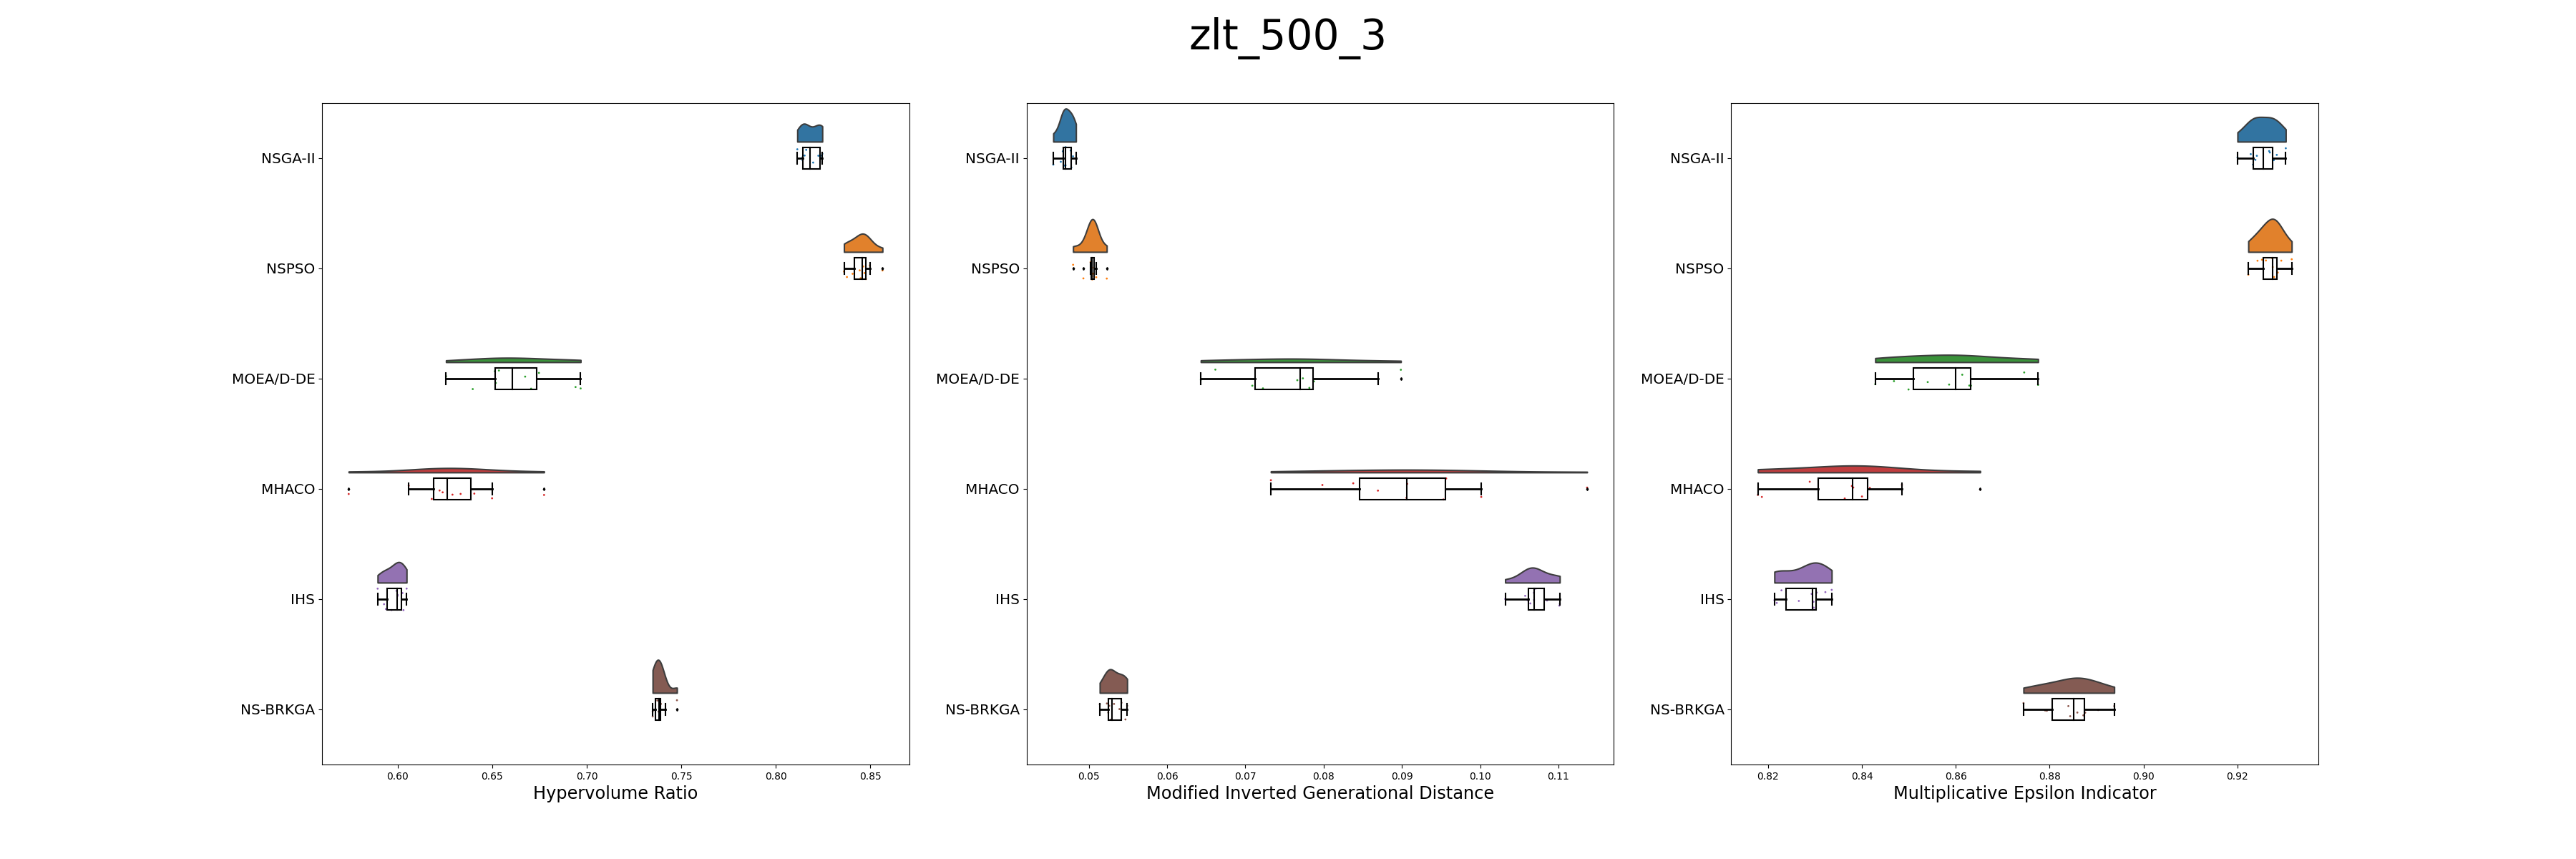 zlt_500_3
NSGA-II
NSPSO
MOEA/D-DE
MHACO
IHS
NS-BRKGA
0.60 0.65 0.70 0.75 0.80 0.85
Hypervolume Ratio
NSGA-II
NSPSO
MOEA/D-DE
MHACO
IHS
NS-BRKGA
0.05 0.06 0.07 0.08 0.09 0.10 0.11
Modified Inverted Generational Distance
NSGA-II
NSPSO
MOEA/D-DE
MHACO
IHS
NS-BRKGA
0.82 0.84 0.86 0.88 0.90 0.92
Multiplicative Epsilon Indicator